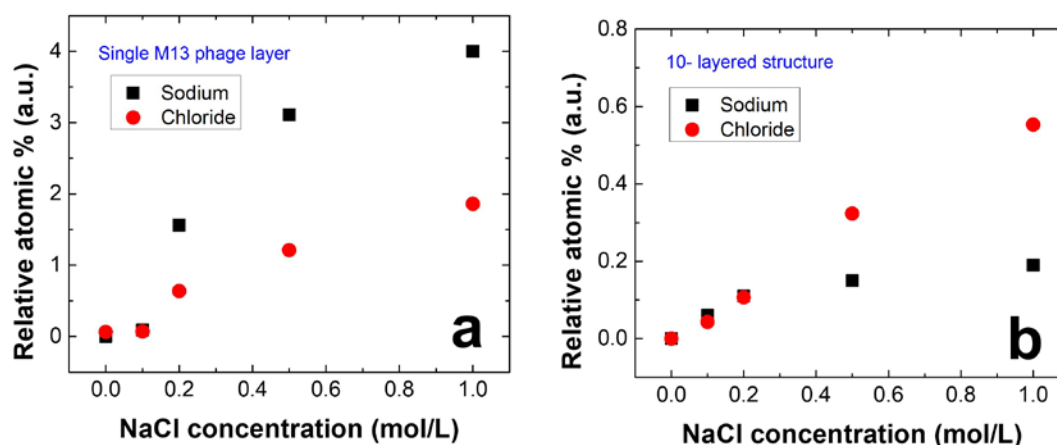 Relative atomic % (a.u.)
Single M13 phage layer
Sodium
Chloride
4
3
2
1
0
0.0 0.2 0.4 0.6 0.8 1.0
NaCl concentration (mol/L)
a
Relative atomic % (a.u.)
10- layered structure
Sodium
Chloride
0.8
0.6
0.4
0.2
0.0
0.0 0.2 0.4 0.6 0.8 1.0
NaCl concentration (mol/L)
b